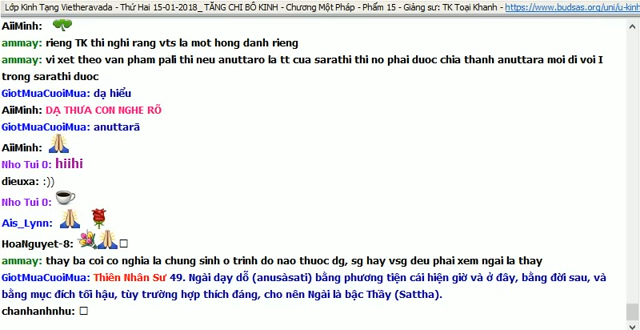 Lớp Kinh Tạng Vietheravada - Thứ Hai 15-01-2018_ TĂNG CHI BỘ KINH - Chương Một Pháp - Phẩm 15 - Giảng sư: TK Toại Khanh - https://www.budsas.org/uni/u-kinh
AiiMinh:
ammay: rieng TK thi nghi rang vts la mot hong danh rieng
ammay: vi xet theo van pham pali thi neu anuttaro la tt cua sarathi thi no phai duoc chia thanh anuttara moi di voi I
trong sarathi duoc
GiotMuaCuoiMua: dạ hiểu
AiiMinh: DẠ THƯA CON NGHE RÕ
GiotMuaCuoiMua: anuttarā
AiiMinh:
Nho Tui 0: hiihi
dieuxa: :))
Nho Tui 0:
Ais_Lynn:
HoaNguyet-8:
ammay: thay ba coi co nghia la chung sinh o trinh do nao thuoc dg, sg hay vsg deu phai xem ngai la thay
GiotMuaCuoiMua: Thiên Nhân Sư 49. Ngài dạy dỗ (anusàsati) bằng phương tiện cái hiện giờ và ở đây, bằng đời sau, và
bằng mục đích tối hậu, tùy trường hợp thích đáng, cho nên Ngài là bậc Thầy (Sattha).
chanhanhnhu: